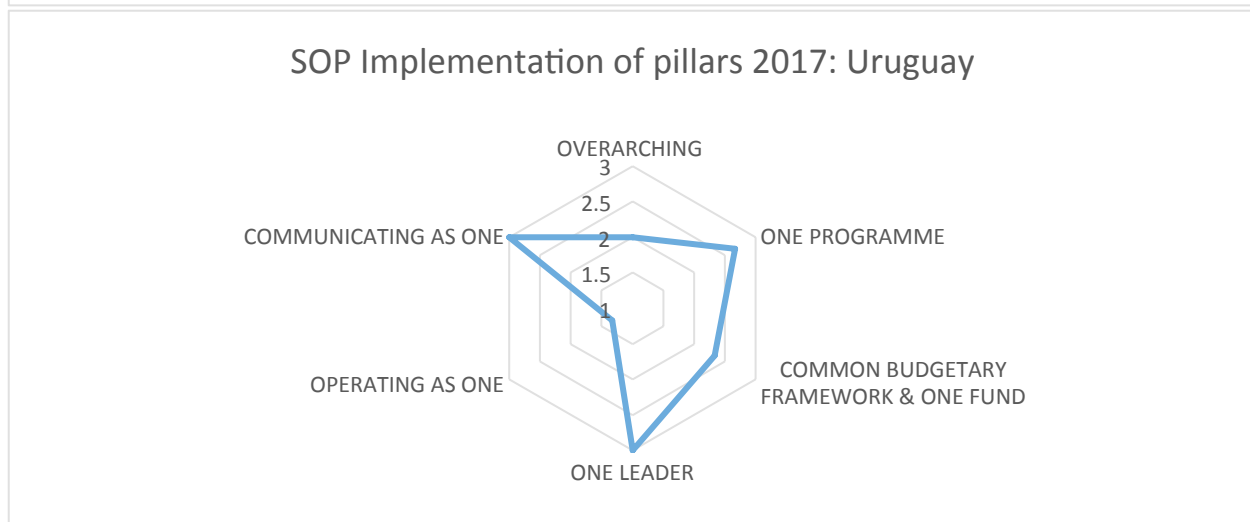 SOP Implementation of pillars 2017: Uruguay
OVERARCHING
3
2.5
2
1.5
1
ONE PROGRAMME
COMMON BUDGETARY
FRAMEWORK & ONE FUND
ONE LEADER
OPERATING AS ONE
COMMUNICATING AS ONE